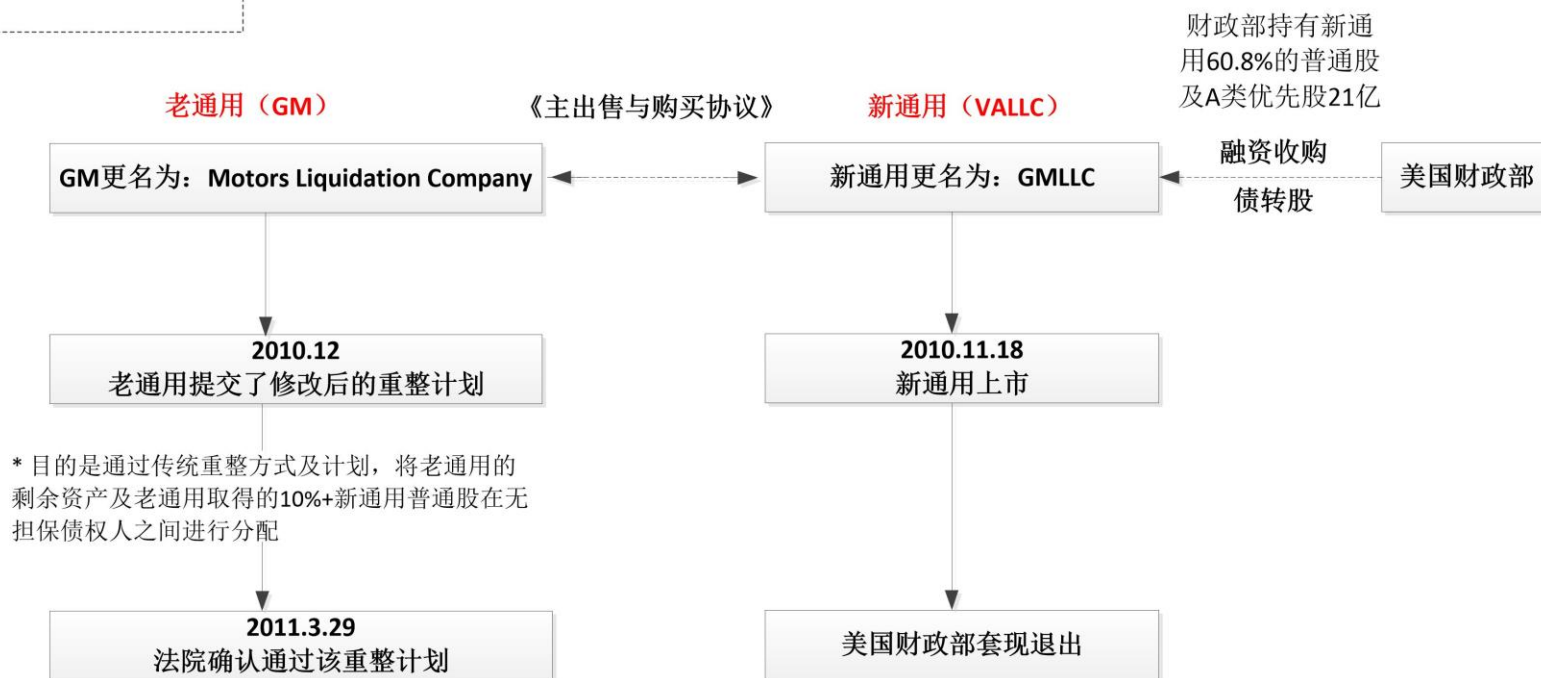 财政部持有新通
用60.8%的普通股
及A类优先股21亿
老通用（GM）
《主出售与购买协议》
新通用（VALLC）
GM更名为：Motors Liquidation Company
新通用更名为：GMLLC
融资收购
债转股
美国财政部
2010.12
老通用提交了修改后的重整计划
2010.11.18
新通用上市
* 目的是通过传统重整方式及计划，将老通用的
剩余资产及老通用取得的10%+新通用普通股在无
担保债权人之间进行分配
2011.3.29
法院确认通过该重整计划
美国财政部套现退出